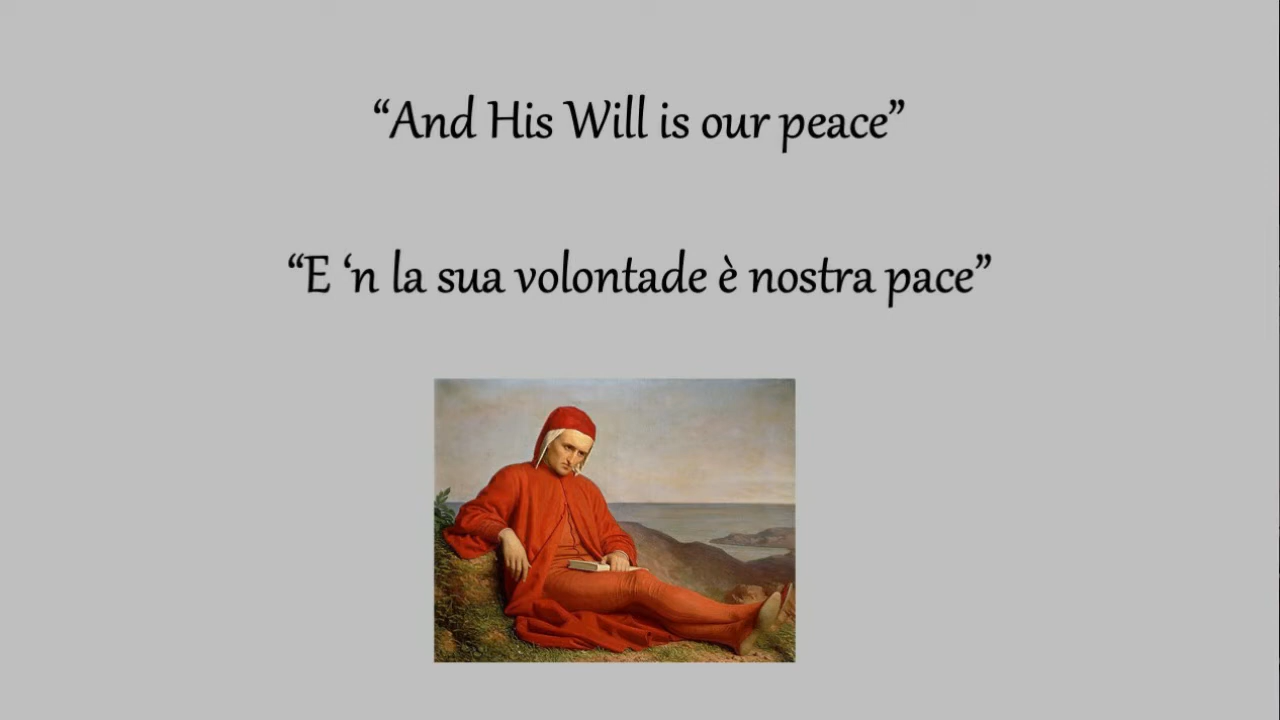 “And His Will is our peace”
“E ‘n la sua volontade è nostra pace”